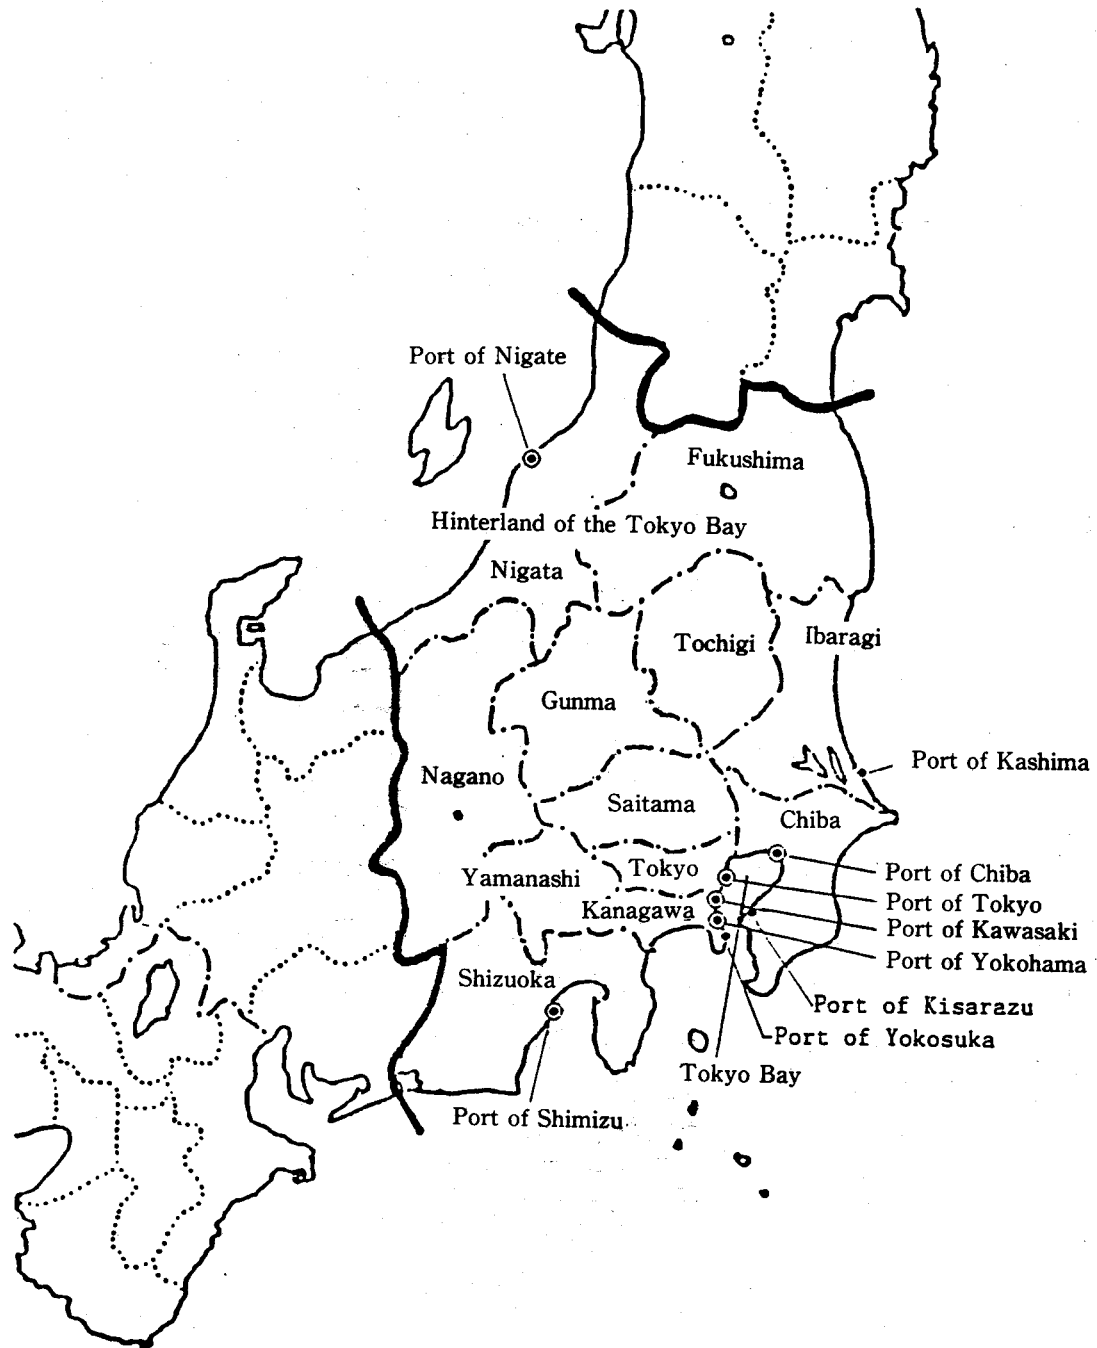 Port of Nigate
Fukushima
Hinterland of the Tokyo Bay
Nigata
Tochigi
Ibaragi
Gunma
Port of Kashima
Nagano
Saitama
Chiba
Tokyo
Port of Chiba
Yamanashi
Port of Tokyo
Kanagawa
Port of Kawasaki
Port of Yokohama
Shizuoka
Port of Kisarazu
Port of Yokosuka
Tokyo Bay
Port of Shimizu